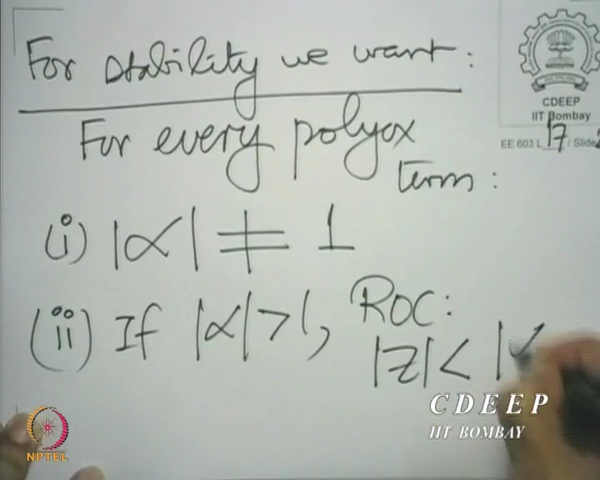 For stability we want:
For every polyex
term:
(i) |α| ≠ 1
(ii) If |α|>1, ROC:
|z| < |
CDEEP
IIT Bombay
EE 603 L 17 / Slide
CDEEP
IIT BOMBAY
NPTEL